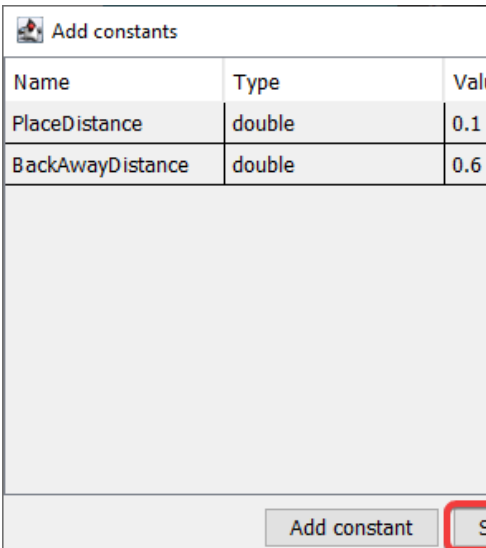 Add constants
Name Type
PlaceDistance double 0.1
BackAwayDistance double 0.6
Add constant